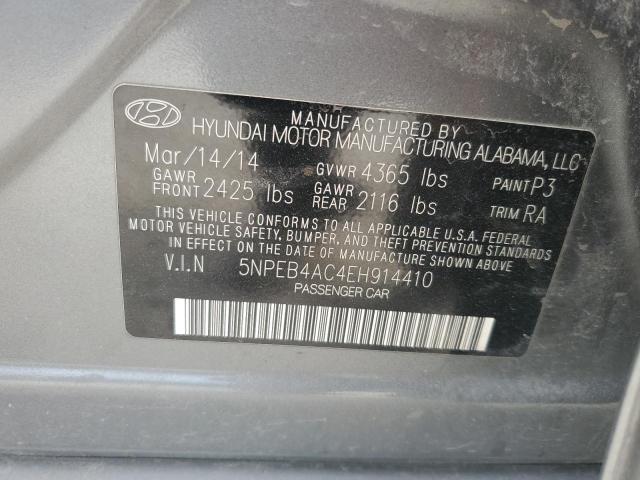 MANUFACTURED BY
HYUNDAI MOTOR MANUFACTURING ALABAMA, LLC
Mar/14/14 GVWR 4365 lbs PAINT P3
GAWR FRONT 2425 lbs GAWR REAR 2116 lbs TRIM RA
THIS VEHICLE CONFORMS TO ALL APPLICABLE U.S.A. FEDERAL
MOTOR VEHICLE SAFETY, BUMPER, AND THEFT PREVENTION STANDARDS
IN EFFECT ON THE DATE OF MANUFACTURE SHOWN ABOVE.
V.I.N 5NPEB4AC4EH914410
PASSENGER CAR